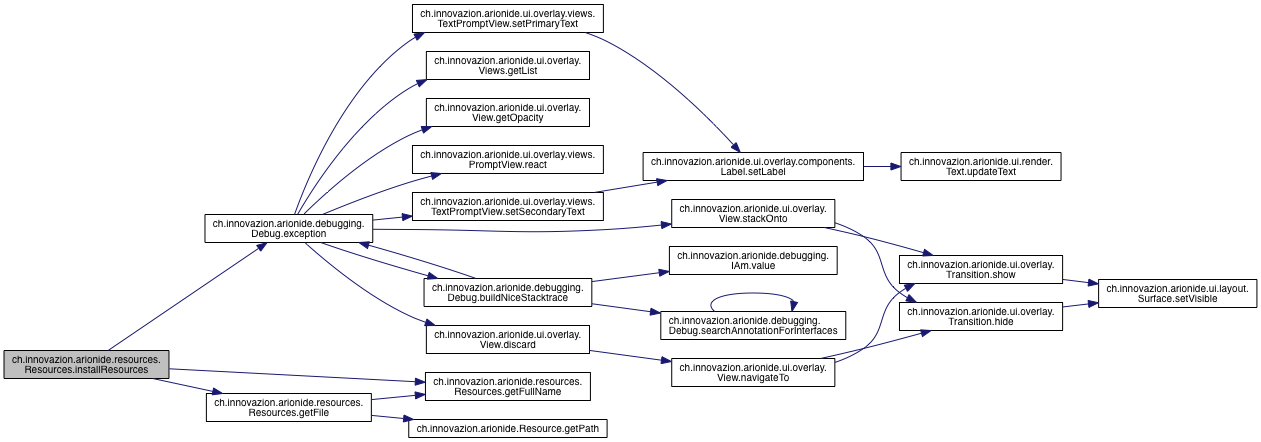 ch.innovazion.arionide.ui.overlay.views.
TextPromptView.setPrimaryText
ch.innovazion.arionide.ui.overlay.
Views.getList
ch.innovazion.arionide.ui.overlay.
View.getOpacity
ch.innovazion.arionide.ui.overlay.views.
PromptView.react
ch.innovazion.arionide.ui.overlay.components.
Label.setLabel
ch.innovazion.arionide.ui.render.
Text.updateText
ch.innovazion.arionide.ui.overlay.views.
TextPromptView.setSecondaryText
ch.innovazion.arionide.debugging.
Debug.exception
ch.innovazion.arionide.ui.overlay.
View.stackOnto
ch.innovazion.arionide.debugging.
IAm.value
ch.innovazion.arionide.ui.overlay.
Transition.show
ch.innovazion.arionide.debugging.
Debug.buildNiceStacktrace
ch.innovazion.arionide.ui.layout.
Surface.setVisible
ch.innovazion.arionide.debugging.
Debug.searchAnnotationForInterfaces
ch.innovazion.arionide.ui.overlay.
Transition.hide
ch.innovazion.arionide.ui.overlay.
View.discard
ch.innovazion.arionide.resources.
Resources.installResources
ch.innovazion.arionide.ui.overlay.
View.navigateTo
ch.innovazion.arionide.resources.
Resources.getFullName
ch.innovazion.arionide.resources.
Resources.getFile
ch.innovazion.arionide.Resource.getPath